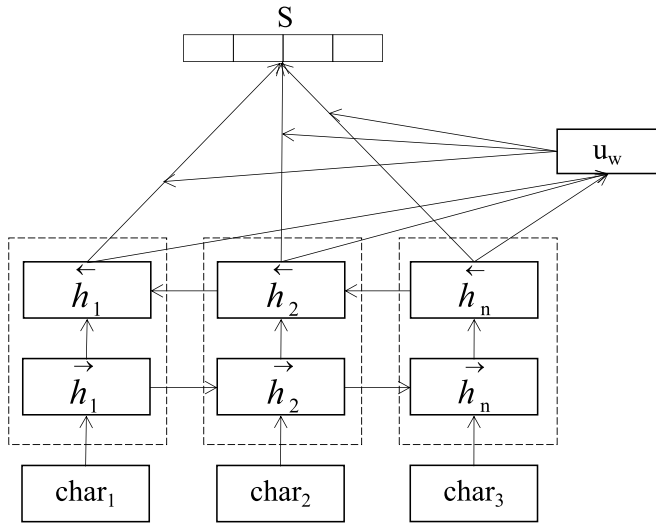 S
u_w
←h_1 ←h_2 ←h_n
→h_1 →h_2 →h_n
char_1 char_2 char_3